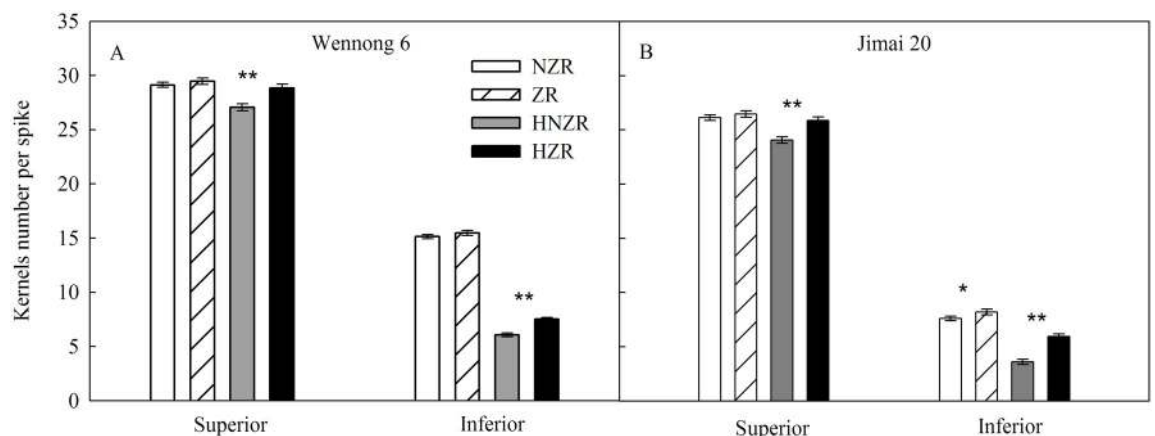 35
30
25
20
15
10
5
0
Kernels number per spike
A
Wennong 6
NZR
ZR
HNZR
HZR
**
**
Superior
Inferior
B
Jimai 20
**
*
**
Superior
Inferior